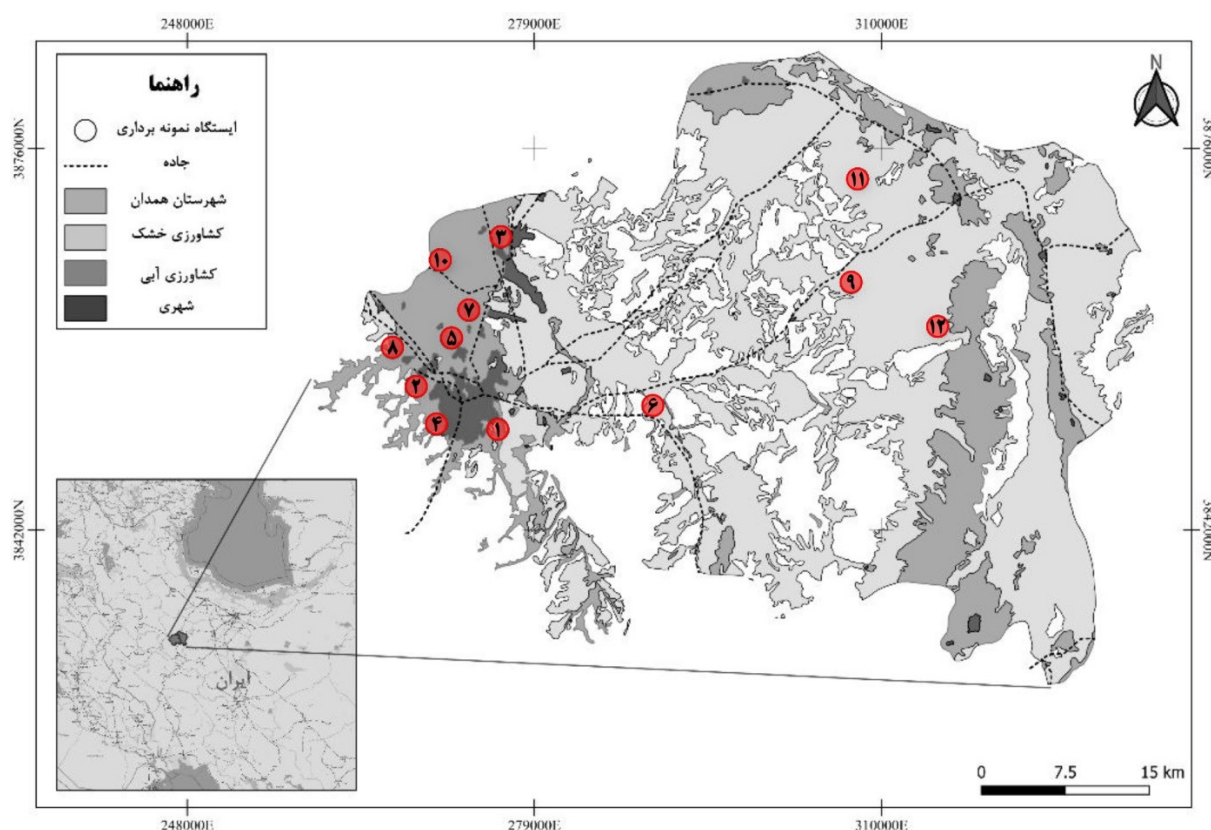 248000E 279000E 310000E
راهنما
ایستگاه نمونه برداری
جاده
شهرستان همدان
کشاورزی خشک
کشاورزی آبی
شهری
N
3876000N 3876000N
۱۱
۳
۱۰
۹
۷
۱۲
۵
۸
۲
۶
۴
۱
3842000N 3842000N
ایران
0 7.5 15 km
248000E 279000E 310000E